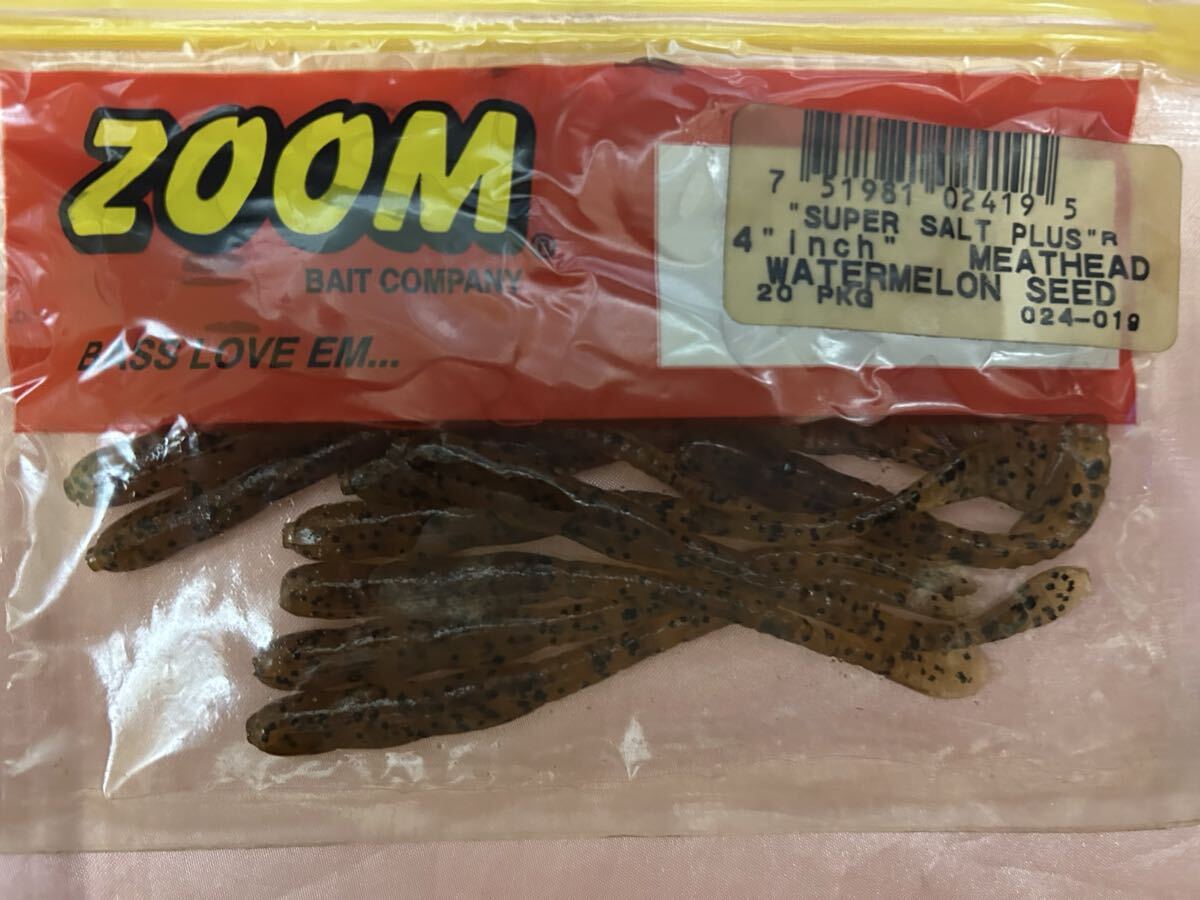 ZOOM®
BAIT COMPANY
BASS LOVE EM...
7 51981 02419 5
"SUPER SALT PLUS"R
4" inch" MEATHEAD
WATERMELON SEED
20 PKG
024-019